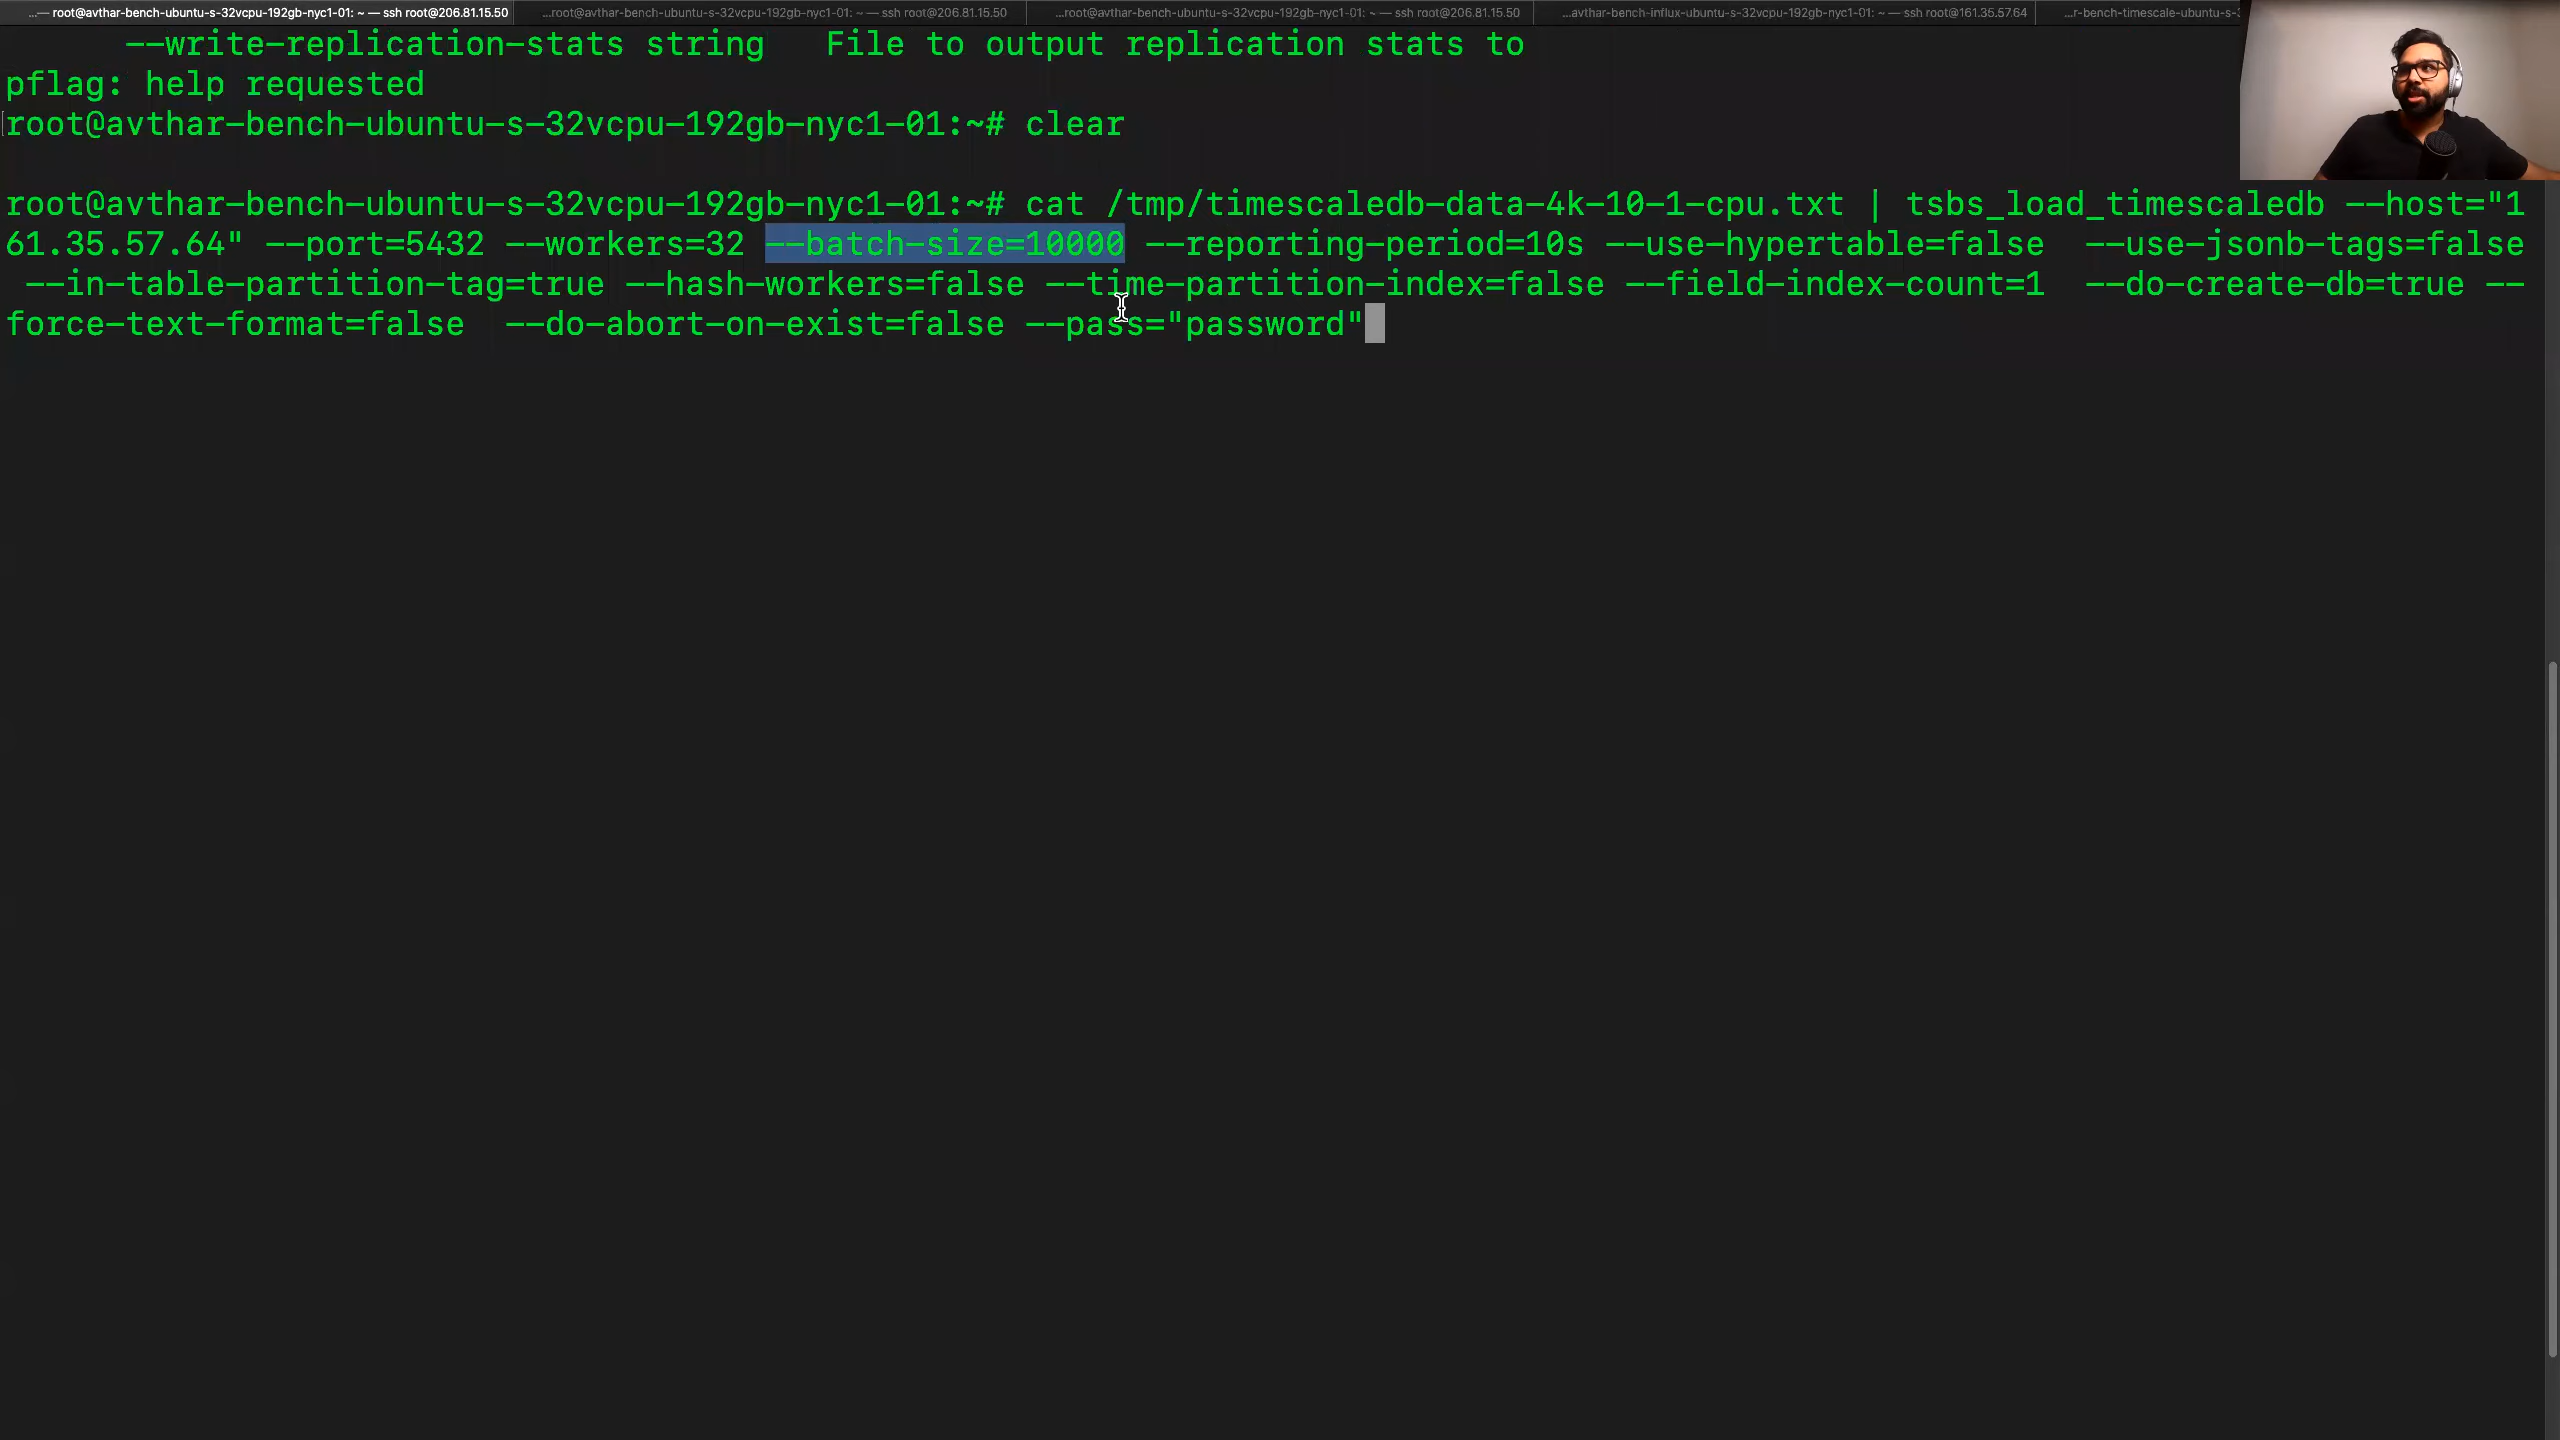 ...— root@avthar-bench-ubuntu-s-32vcpu-192gb-nyc1-01: ~ — ssh root@206.81.15.50
...root@avthar-bench-ubuntu-s-32vcpu-192gb-nyc1-01: ~ — ssh root@206.81.15.50
...root@avthar-bench-ubuntu-s-32vcpu-192gb-nyc1-01: ~ — ssh root@206.81.15.50
...avthar-bench-influx-ubuntu-s-32vcpu-192gb-nyc1-01: ~ — ssh root@161.35.57.64
...r-bench-timescale-ubuntu-s-
--write-replication-stats string   File to output replication stats to
pflag: help requested
root@avthar-bench-ubuntu-s-32vcpu-192gb-nyc1-01:~# clear
root@avthar-bench-ubuntu-s-32vcpu-192gb-nyc1-01:~# cat /tmp/timescaledb-data-4k-10-1-cpu.txt | tsbs_load_timescaledb --host="1
61.35.57.64" --port=5432 --workers=32 --batch-size=10000 --reporting-period=10s --use-hypertable=false  --use-jsonb-tags=false
 --in-table-partition-tag=true --hash-workers=false --time-partition-index=false --field-index-count=1  --do-create-db=true --
force-text-format=false  --do-abort-on-exist=false --pass="password"